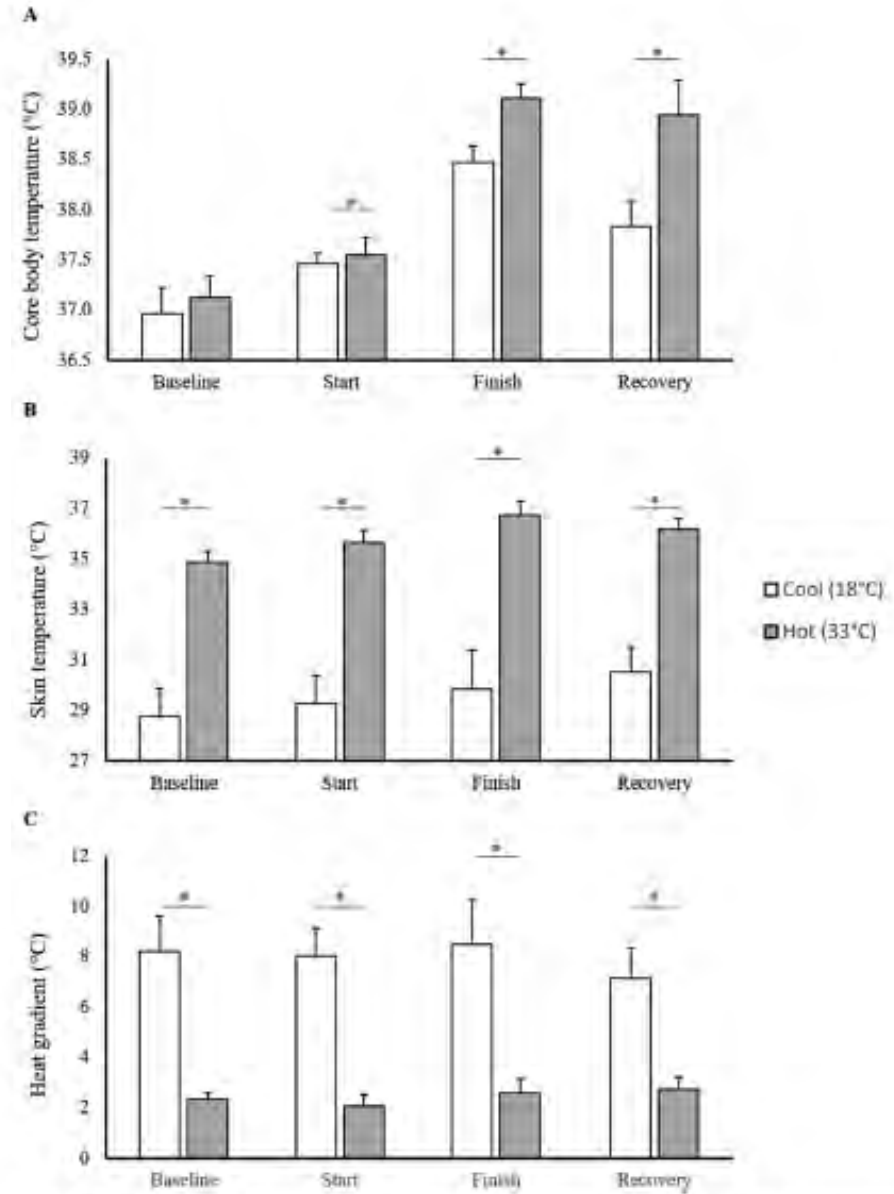 A
Core body temperature (°C)
39.5
39.0
38.5
38.0
37.5
37.0
36.5
*
*
*
Baseline Start Finish Recovery
B
Skin temperature (°C)
39
37
35
33
31
29
27
*
*
*
*
Baseline Start Finish Recovery
Cool (18°C)
Hot (33°C)
C
Heat gradient (°C)
12
10
8
6
4
2
0
*
*
*
*
Baseline Start Finish Recovery